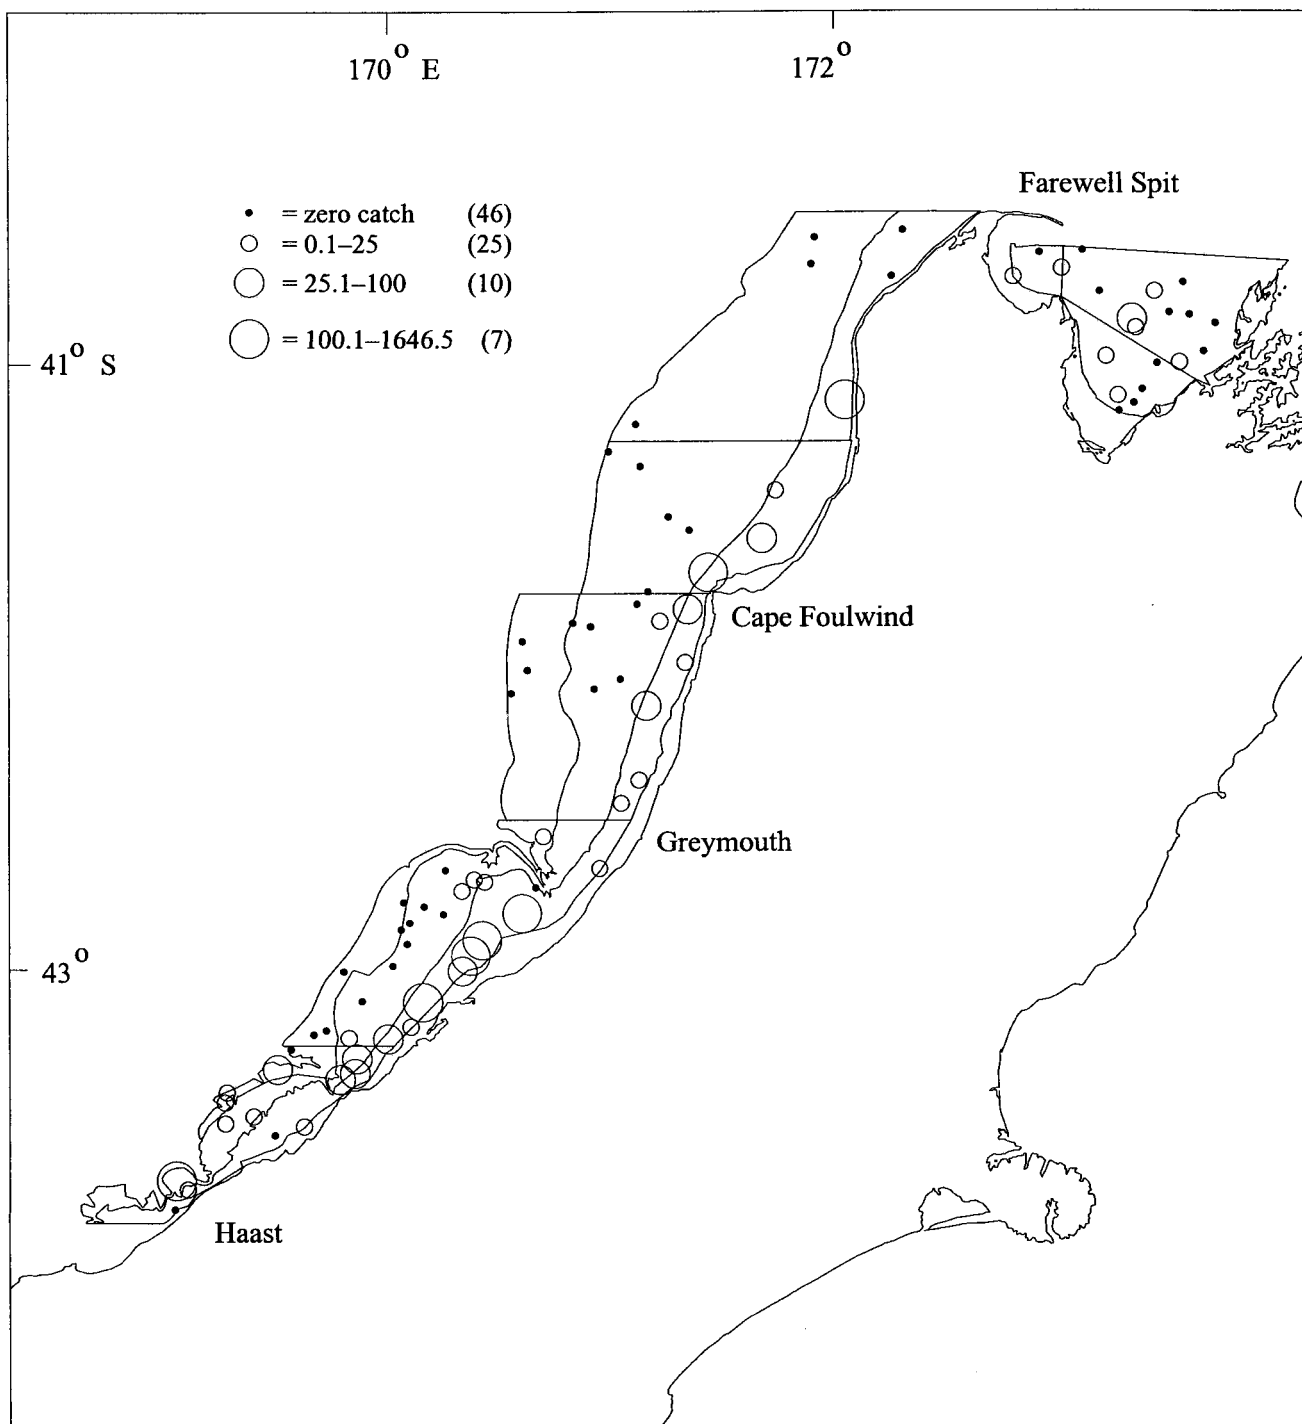 170° E
172°
Farewell Spit
= zero catch (46)
= 0.1–25 (25)
= 25.1–100 (10)
= 100.1–1646.5 (7)
41° S
Cape Foulwind
Greymouth
43°
Haast